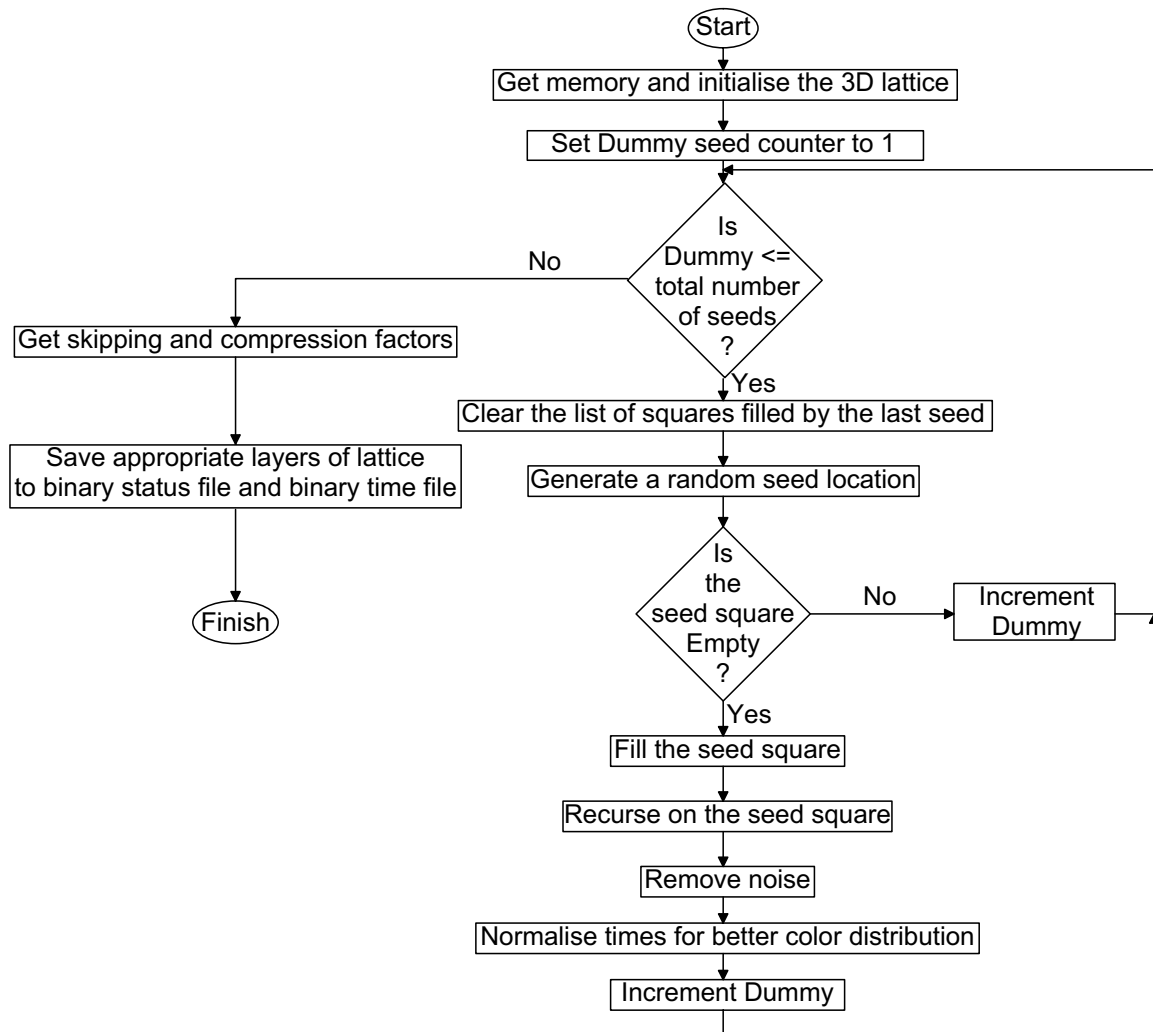 Start
Get memory and initialise the 3D lattice
Set Dummy seed counter to 1
Is
Dummy <=
total number
of seeds
?
No
Get skipping and compression factors
Save appropriate layers of lattice
to binary status file and binary time file
Finish
Yes
Clear the list of squares filled by the last seed
Generate a random seed location
Is
the
seed square
Empty
?
No
Increment
Dummy
Yes
Fill the seed square
Recurse on the seed square
Remove noise
Normalise times for better color distribution
Increment Dummy